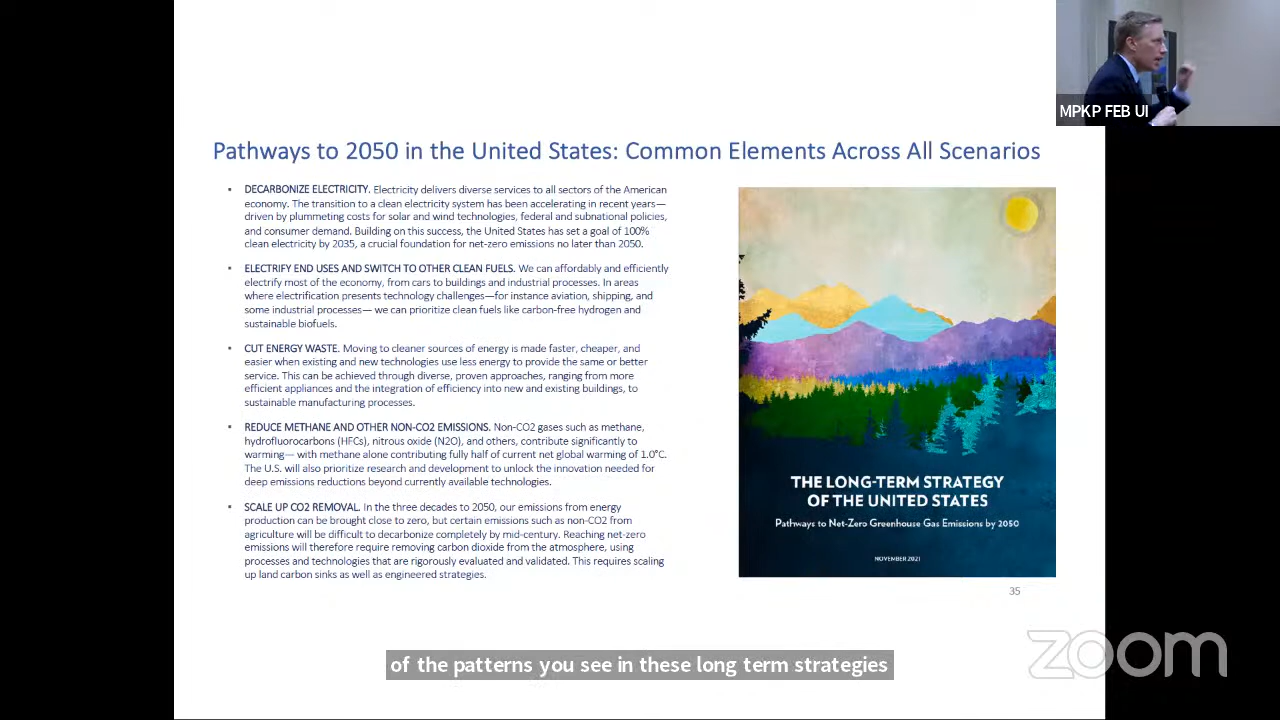 MPKP FEB UI
Pathways to 2050 in the United States: Common Elements Across All Scenarios
▪ DECARBONIZE ELECTRICITY. Electricity delivers diverse services to all sectors of the American
economy. The transition to a clean electricity system has been accelerating in recent years—
driven by plummeting costs for solar and wind technologies, federal and subnational policies,
and consumer demand. Building on this success, the United States has set a goal of 100%
clean electricity by 2035, a crucial foundation for net-zero emissions no later than 2050.
▪ ELECTRIFY END USES AND SWITCH TO OTHER CLEAN FUELS. We can affordably and efficiently
electrify most of the economy, from cars to buildings and industrial processes. In areas
where electrification presents technology challenges—for instance aviation, shipping, and
some industrial processes— we can prioritize clean fuels like carbon-free hydrogen and
sustainable biofuels.
▪ CUT ENERGY WASTE. Moving to cleaner sources of energy is made faster, cheaper, and
easier when existing and new technologies use less energy to provide the same or better
service. This can be achieved through diverse, proven approaches, ranging from more
efficient appliances and the integration of efficiency into new and existing buildings, to
sustainable manufacturing processes.
▪ REDUCE METHANE AND OTHER NON-CO2 EMISSIONS. Non-CO2 gases such as methane,
hydrofluorocarbons (HFCs), nitrous oxide (N2O), and others, contribute significantly to
warming— with methane alone contributing fully half of current net global warming of 1.0°C.
The U.S. will also prioritize research and development to unlock the innovation needed for
deep emissions reductions beyond currently available technologies.
▪ SCALE UP CO2 REMOVAL. In the three decades to 2050, our emissions from energy
production can be brought close to zero, but certain emissions such as non-CO2 from
agriculture will be difficult to decarbonize completely by mid-century. Reaching net-zero
emissions will therefore require removing carbon dioxide from the atmosphere, using
processes and technologies that are rigorously evaluated and validated. This requires scaling
up land carbon sinks as well as engineered strategies.
THE LONG-TERM STRATEGY
OF THE UNITED STATES
Pathways to Net-Zero Greenhouse Gas Emissions by 2050
NOVEMBER 2021
35
zoom
of the patterns you see in these long term strategies